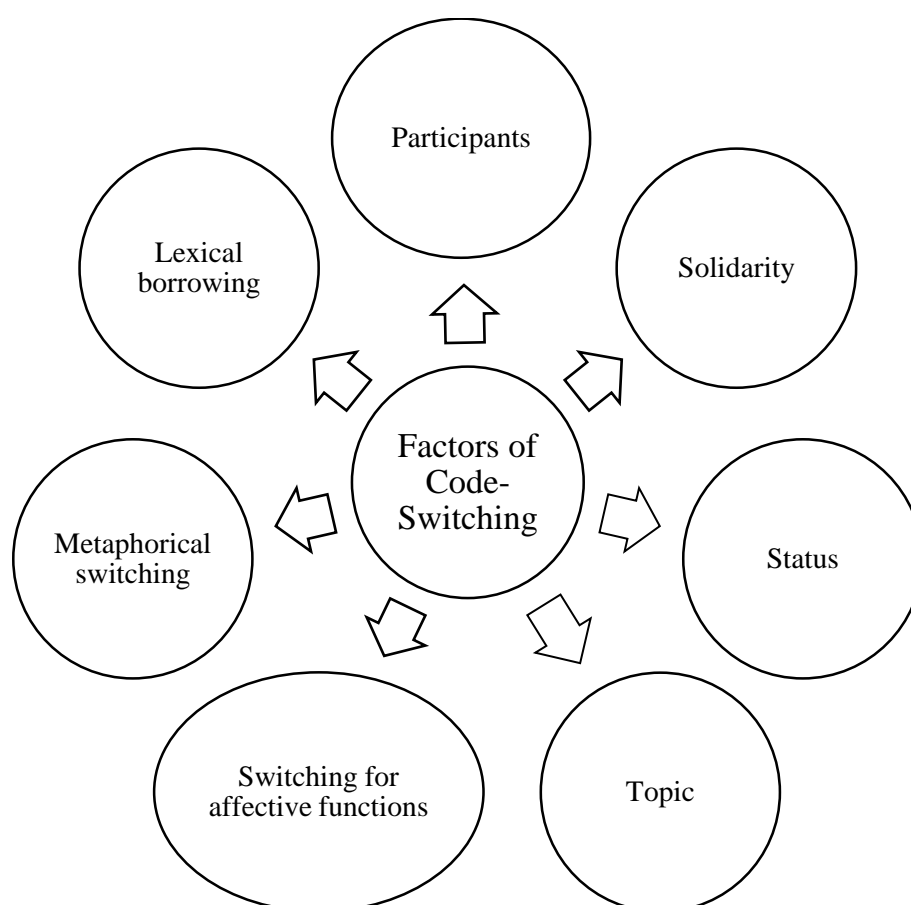 Participants
Lexical
borrowing
Solidarity
Factors of
Code-
Switching
Metaphorical
switching
Status
Switching for
affective functions
Topic